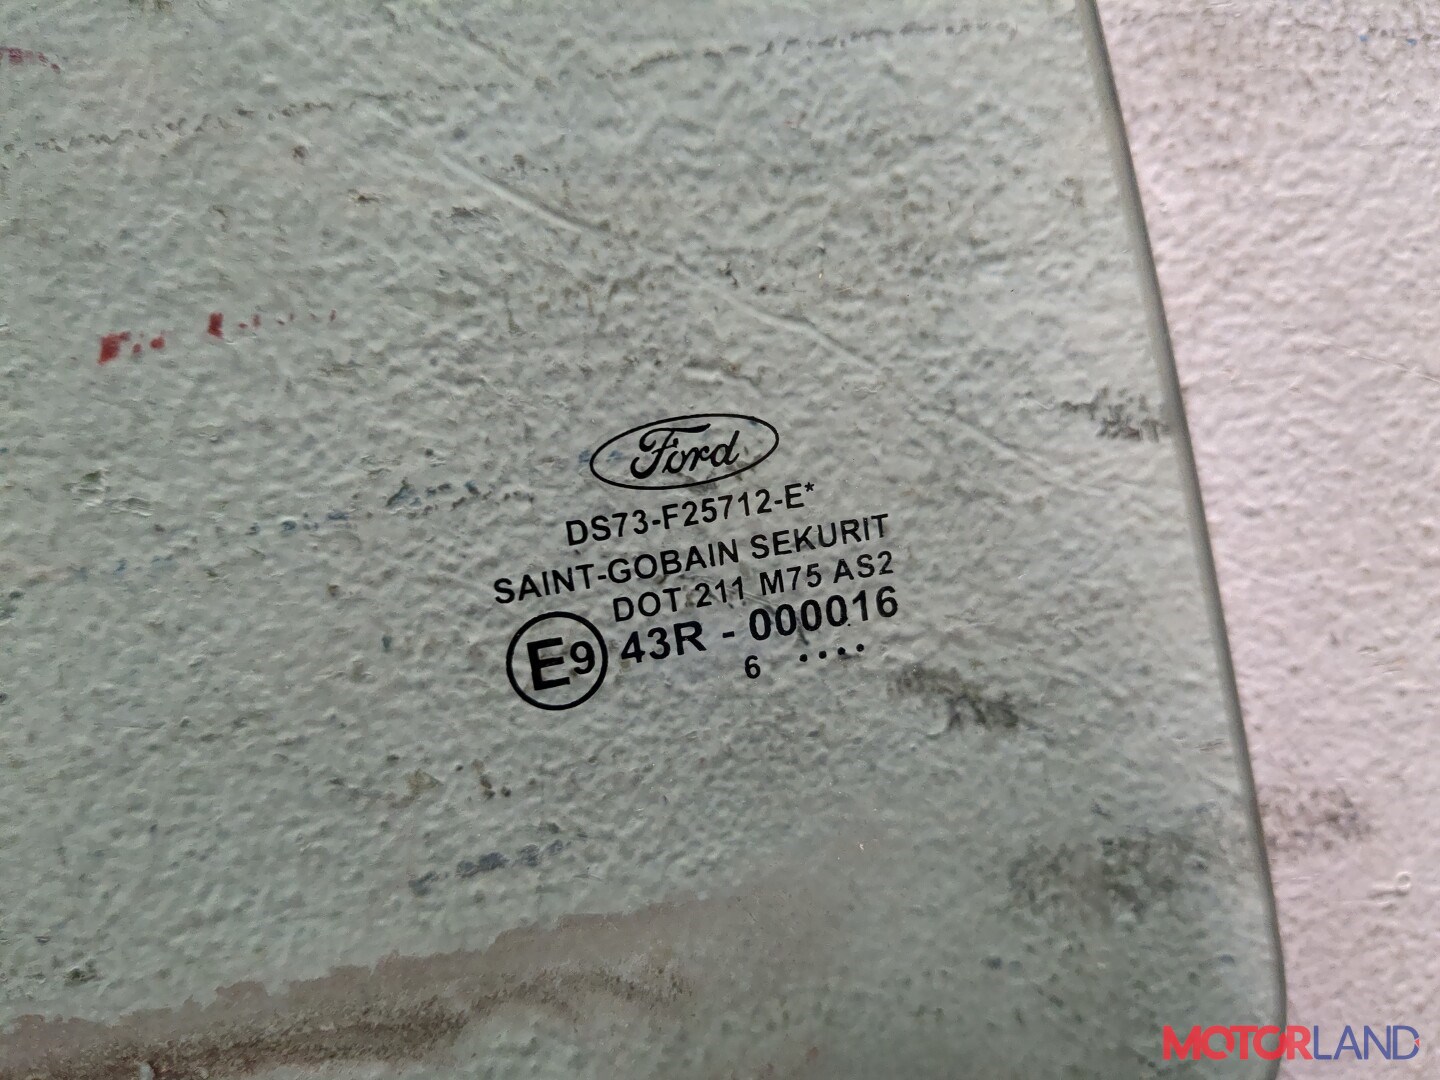 Ford
DS73-F25712-E*
SAINT-GOBAIN SEKURIT
DOT 211 M75 AS2
E9 43R - 000016
6 ····
MOTORLAND